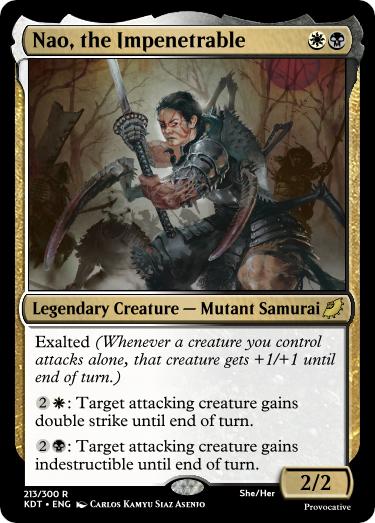 Nao, the Impenetrable
Legendary Creature — Mutant Samurai
Exalted (Whenever a creature you control
attacks alone, that creature gets +1/+1 until
end of turn.)
2 : Target attacking creature gains
double strike until end of turn.
2 : Target attacking creature gains
indestructible until end of turn.
2/2
213/300 R
KDT • ENG Carlos Kamyu Siaz Asenjo
She/Her
Provocative